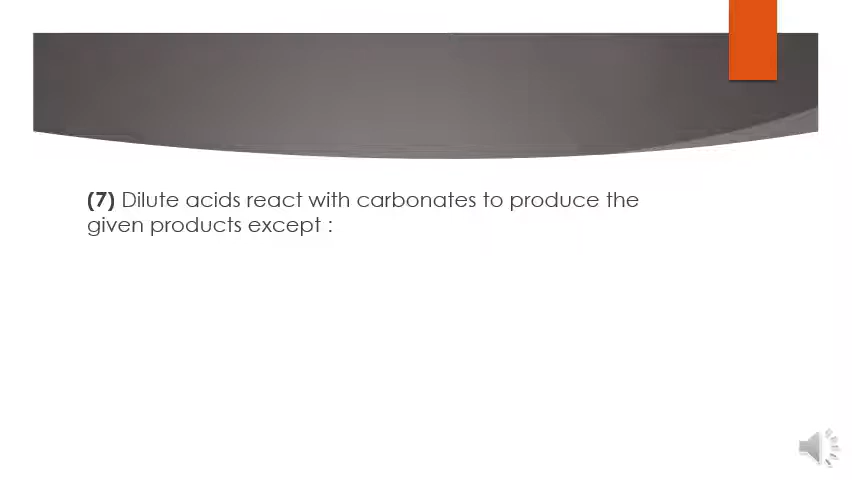 (7) Dilute acids react with carbonates to produce the
given products except :